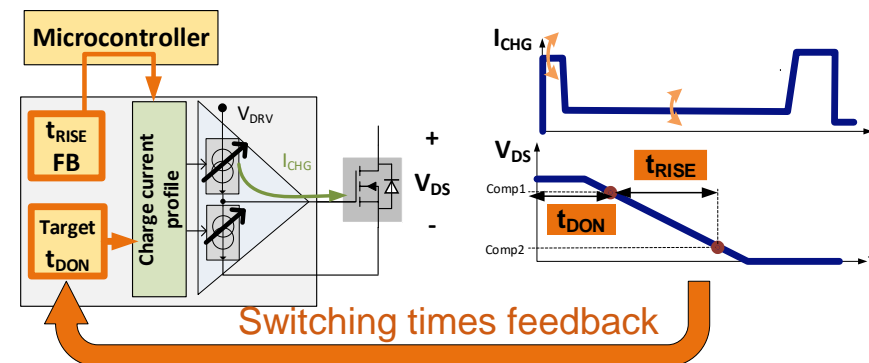 Microcontroller
tRISE
FB
Target
tDON
Charge current
profile
VDRV
ICHG
+
VDS
-
ICHG
VDS
Comp1
Comp2
tRISE
tDON
Switching times feedback